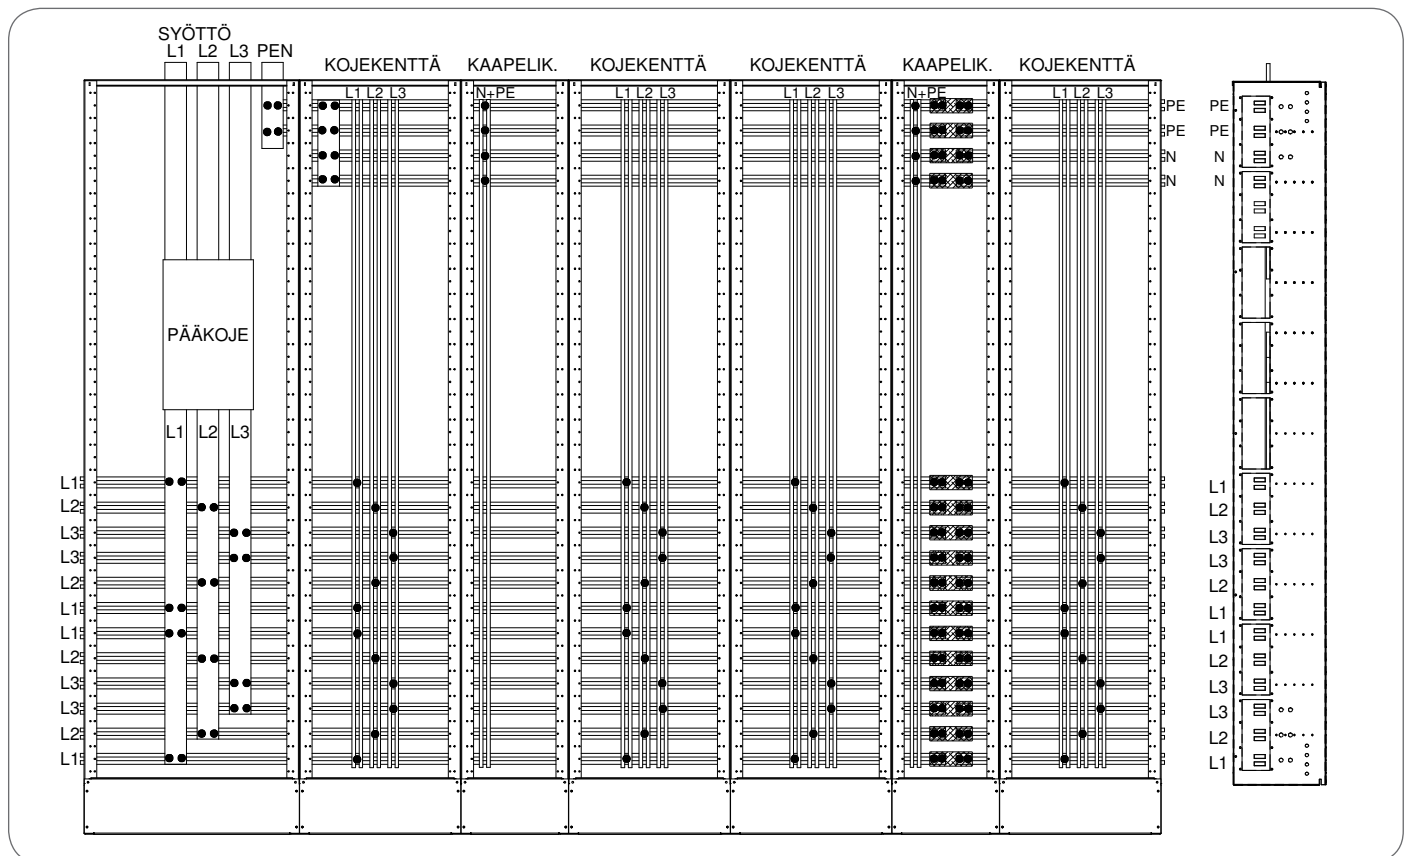 SYÖTTÖ
L1 L2 L3 PEN
KOJEKENTTÄ KAAPELIK. KOJEKENTTÄ KOJEKENTTÄ KAAPELIK. KOJEKENTTÄ
L1 L2 L3 N+PE L1 L2 L3 L1 L2 L3 N+PE L1 L2 L3
PE PE
PE PE
N N
N N
PÄÄKOJE
L1 L2 L3
L1 L1
L2 L2
L3 L3
L3 L3
L2 L2
L1 L1
L1 L1
L2 L2
L3 L3
L3 L3
L2 L2
L1 L1